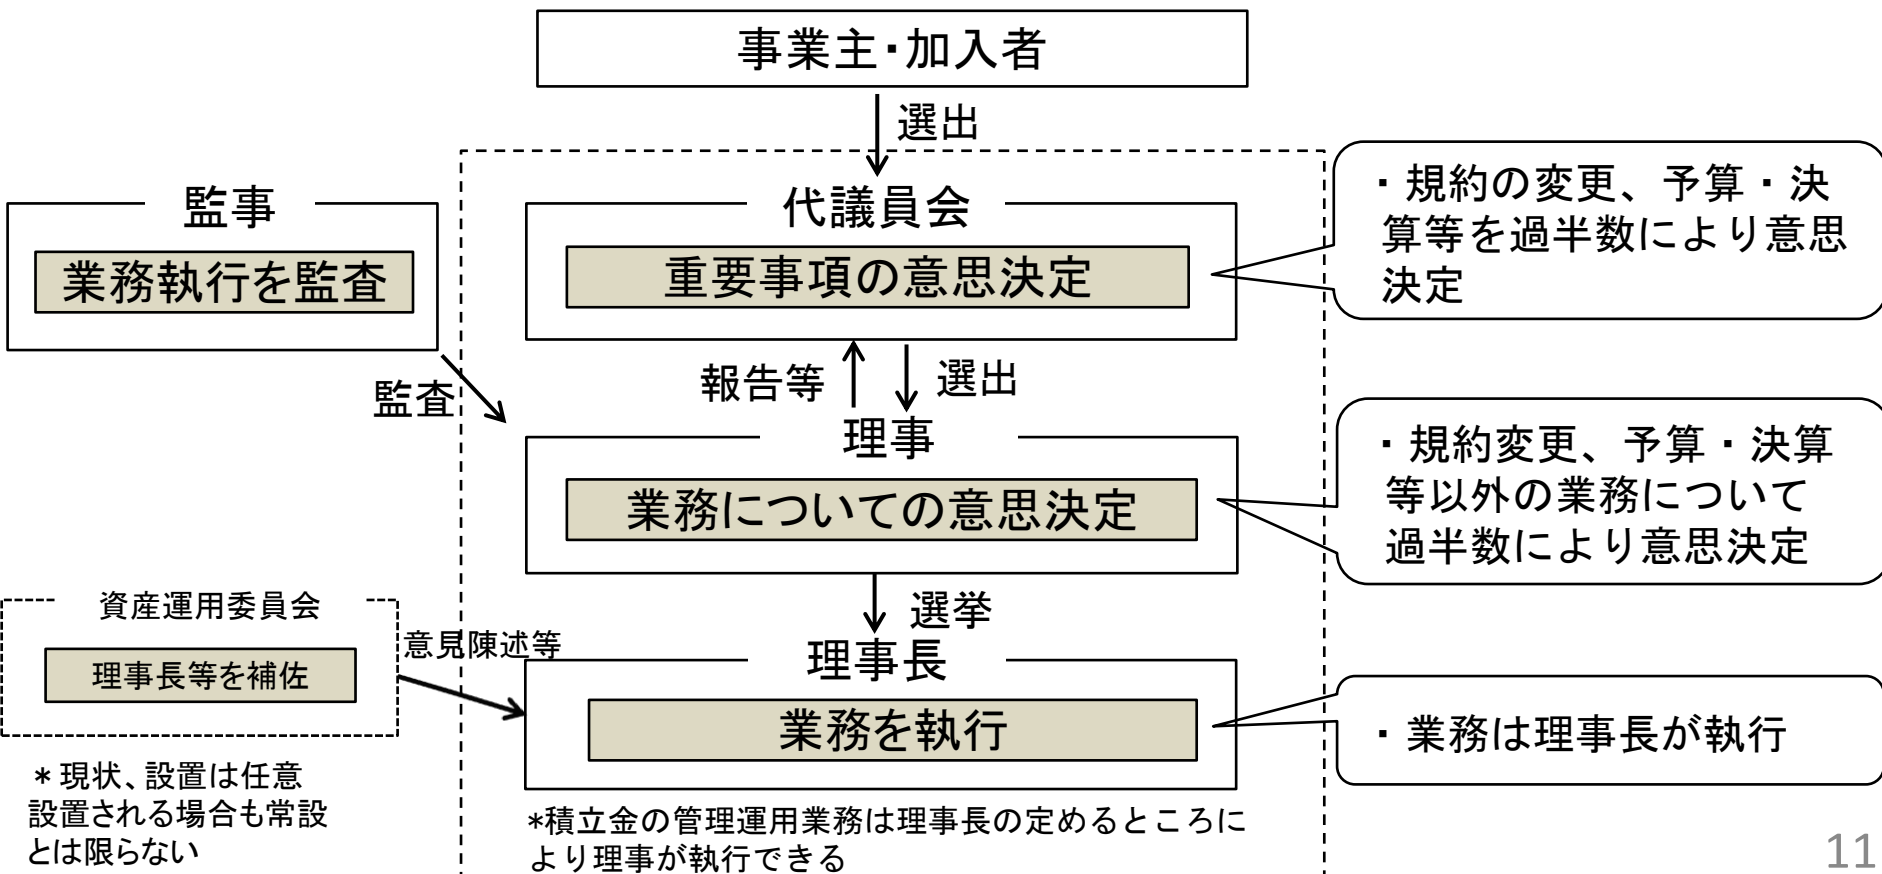 事業主・加入者
選出
監事
業務執行を監査
代議員会
重要事項の意思決定
・規約の変更、予算・決
算等を過半数により意思
決定
報告等
選出
監査
理事
業務についての意思決定
・規約変更、予算・決算
等以外の業務について
過半数により意思決定
選挙
資産運用委員会
理事長等を補佐
意見陳述等
理事長
業務を執行
・業務は理事長が執行
*現状、設置は任意
設置される場合も常設
とは限らない
*積立金の管理運用業務は理事長の定めるところに
より理事が執行できる
11